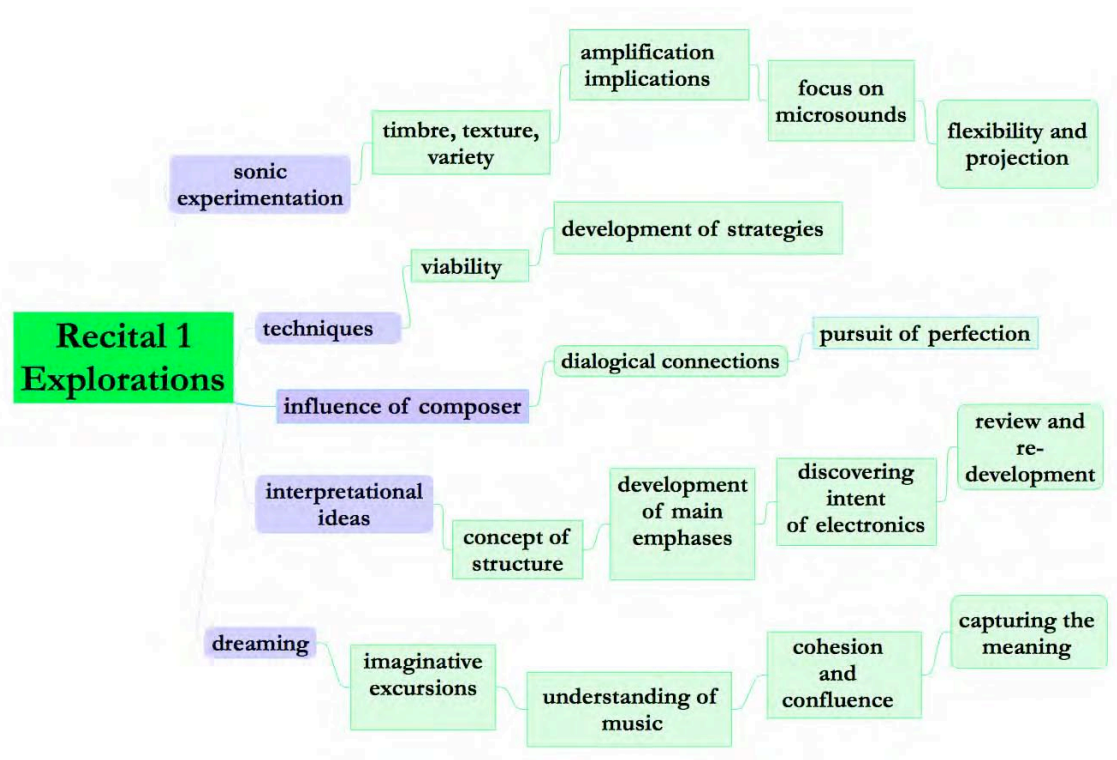 Recital 1
Explorations
sonic
experimentation
timbre, texture,
variety
amplification
implications
focus on
microsounds
flexibility and
projection
techniques
viability
development of strategies
influence of composer
dialogical connections
pursuit of perfection
interpretational
ideas
concept of
structure
development
of main
emphases
discovering
intent
of electronics
review and
re-
development
dreaming
imaginative
excursions
understanding of
music
cohesion
and
confluence
capturing the
meaning